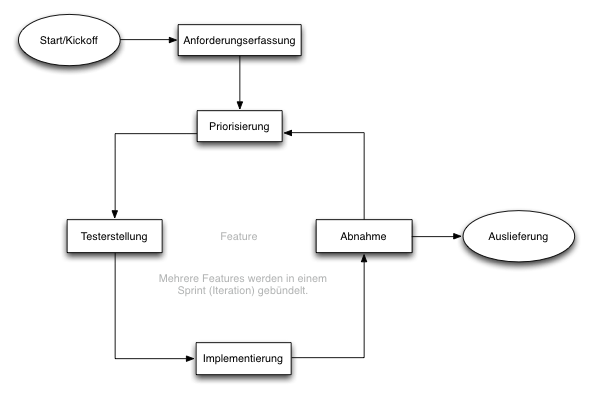 Start/Kickoff
Anforderungserfassung
Priorisierung
Testerstellung
Feature
Abnahme
Auslieferung
Mehrere Features werden in einem
Sprint (Iteration) gebündelt.
Implementierung